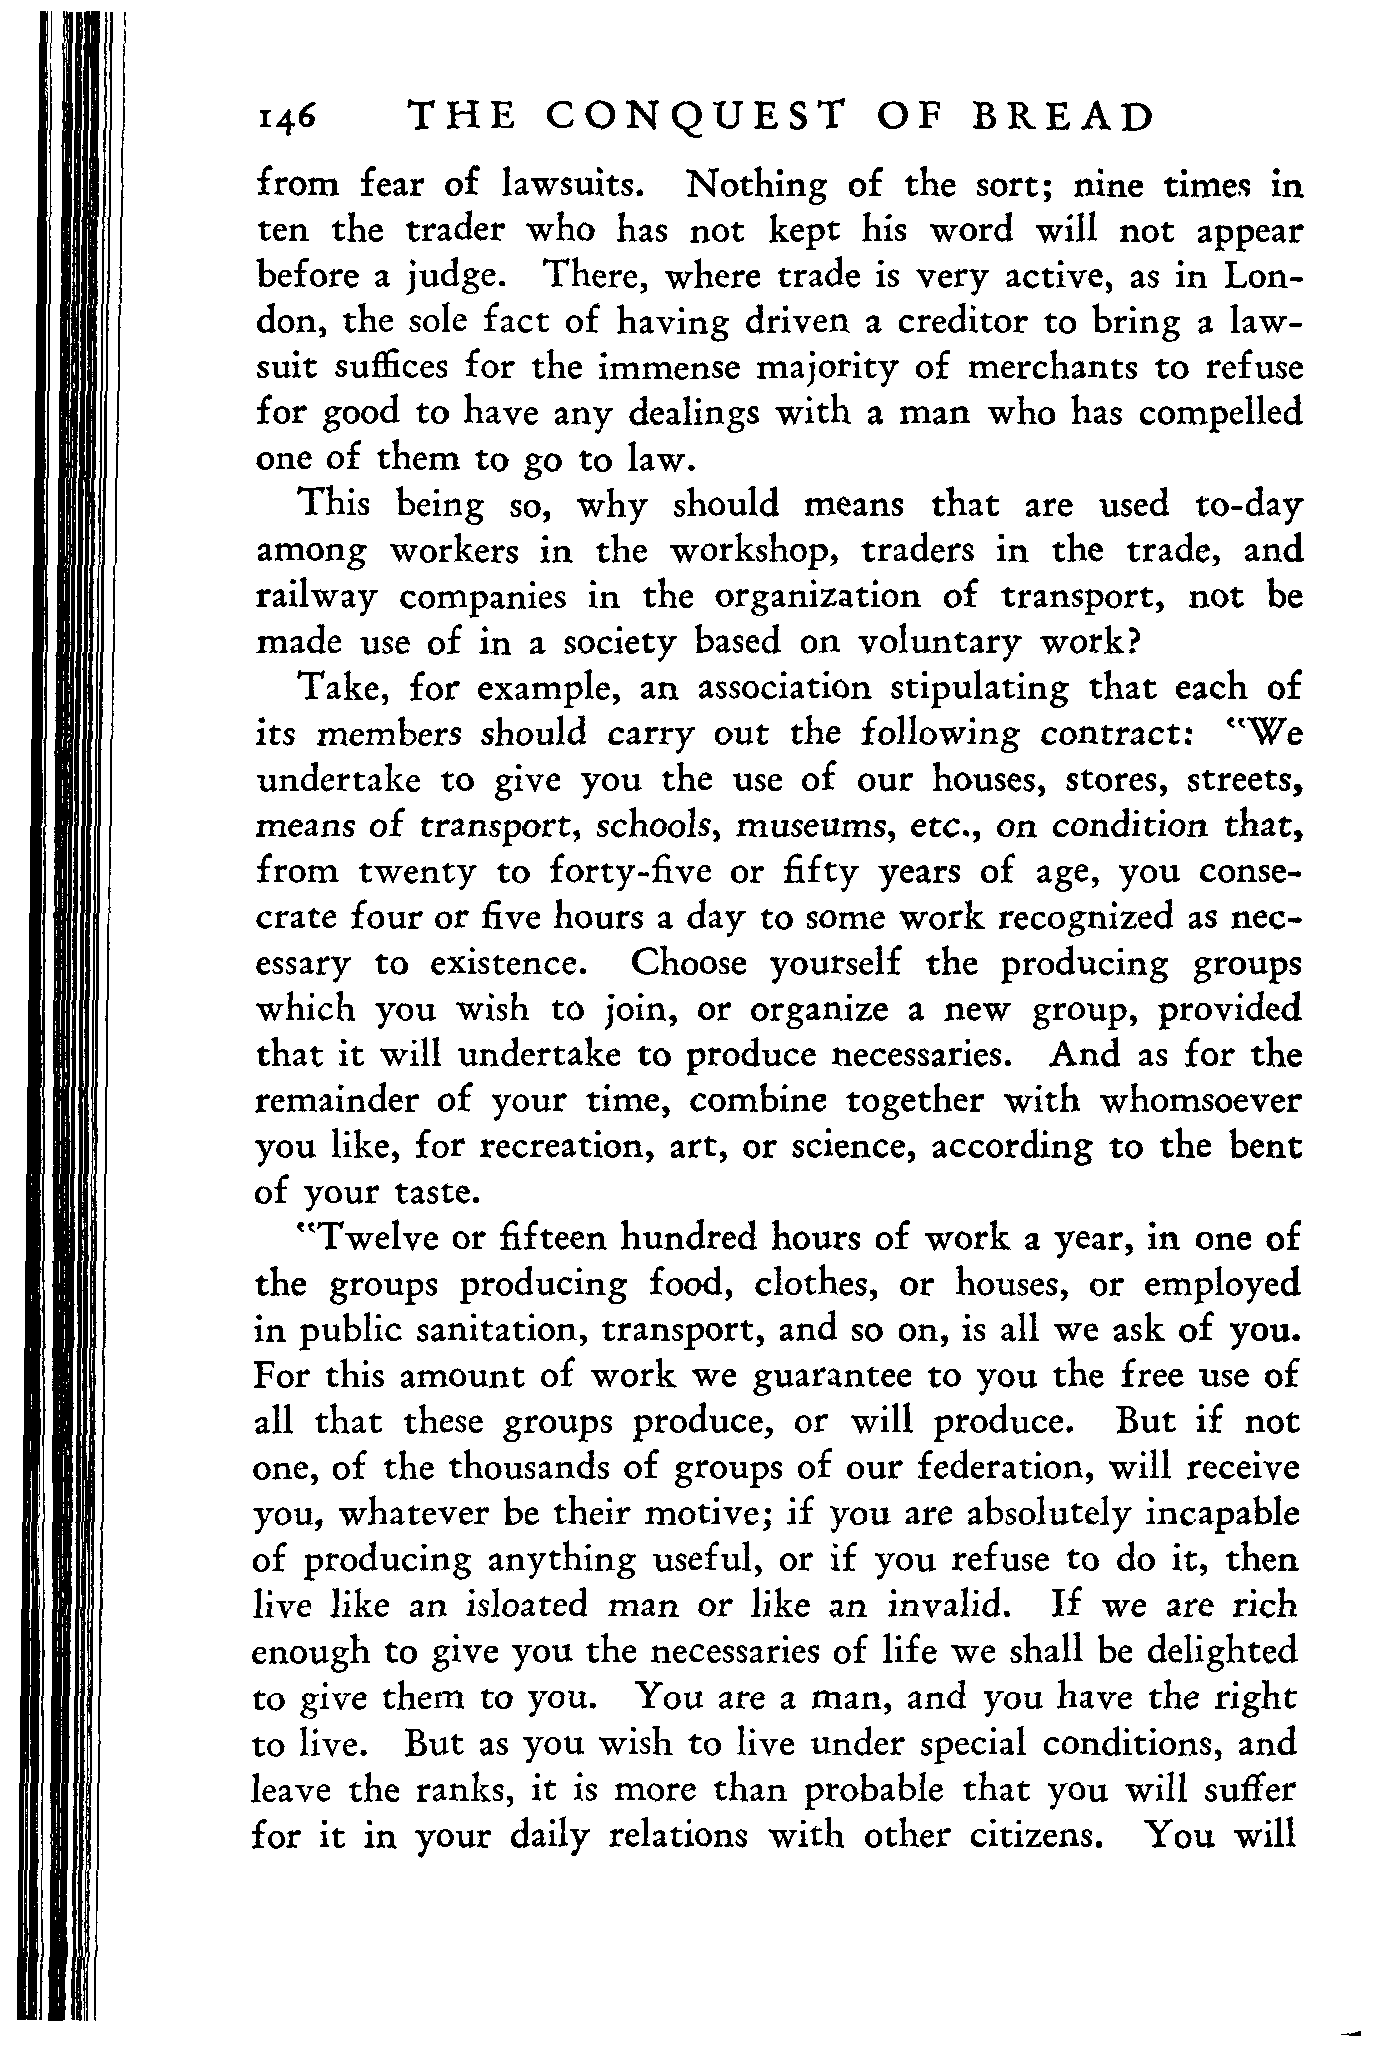 146 THE CONQUEST OF BREAD
from fear of lawsuits. Nothing of the sort; nine times in
ten the trader who has not kept his word will not appear
before a judge. There, where trade is very active, as in Lon-
don, the sole fact of having driven a creditor to bring a law-
suit suffices for the immense majority of merchants to refuse
for good to have any dealings with a man who has compelled
one of them to go to law.
This being so, why should means that are used to-day
among workers in the workshop, traders in the trade, and
railway companies in the organization of transport, not be
made use of in a society based on voluntary work?
Take, for example, an association stipulating that each of
its members should carry out the following contract: "We
undertake to give you the use of our houses, stores, streets,
means of transport, schools, museums, etc., on condition that,
from twenty to forty-five or fifty years of age, you conse-
crate four or five hours a day to some work recognized as nec-
essary to existence. Choose yourself the producing groups
which you wish to join, or organize a new group, provided
that it will undertake to produce necessaries. And as for the
remainder of your time, combine together with whomsoever
you like, for recreation, art, or science, according to the bent
of your taste.
"Twelve or fifteen hundred hours of work a year, in one of
the groups producing food, clothes, or houses, or employed
in public sanitation, transport, and so on, is all we ask of you.
For this amount of work we guarantee to you the free use of
all that these groups produce, or will produce. But if not
one, of the thousands of groups of our federation, will receive
you, whatever be their motive; if you are absolutely incapable
of producing anything useful, or if you refuse to do it, then
live like an isloated man or like an invalid. If we are rich
enough to give you the necessaries of life we shall be delighted
to give them to you. You are a man, and you have the right
to live. But as you wish to live under special conditions, and
leave the ranks, it is more than probable that you will suffer
for it in your daily relations with other citizens. You will